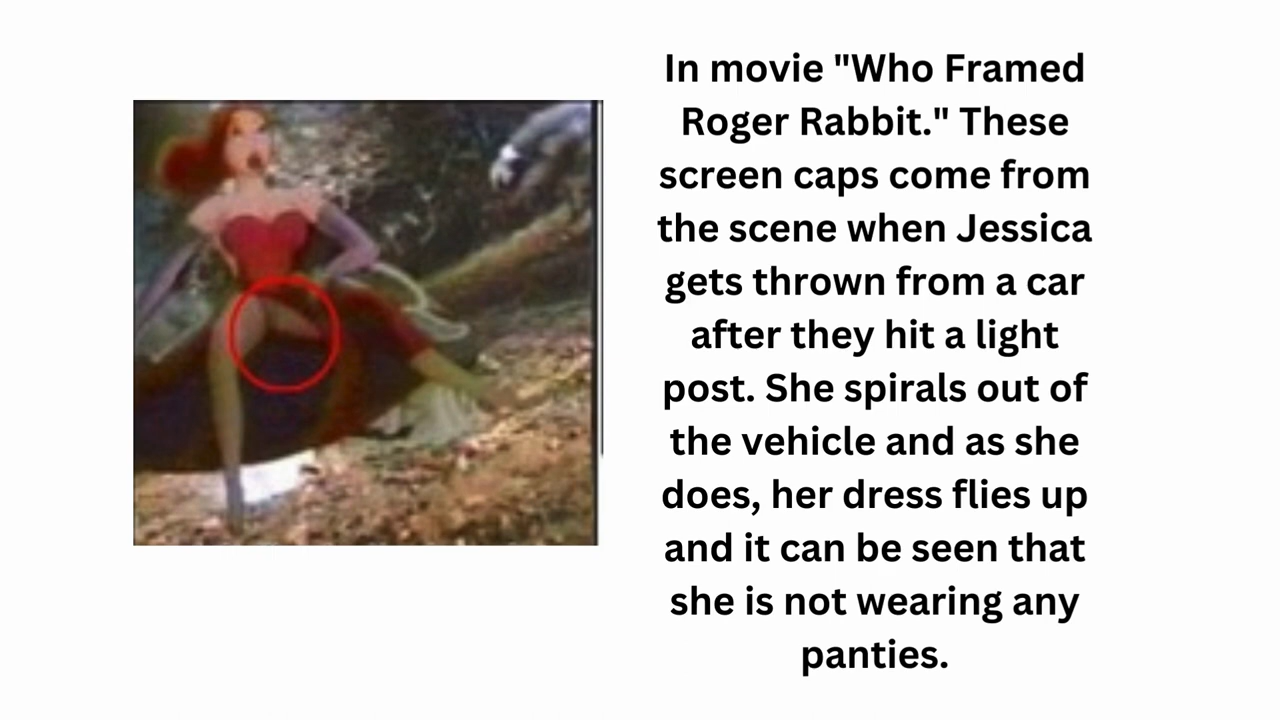 In movie "Who Framed
Roger Rabbit." These
screen caps come from
the scene when Jessica
gets thrown from a car
after they hit a light
post. She spirals out of
the vehicle and as she
does, her dress flies up
and it can be seen that
she is not wearing any
panties.